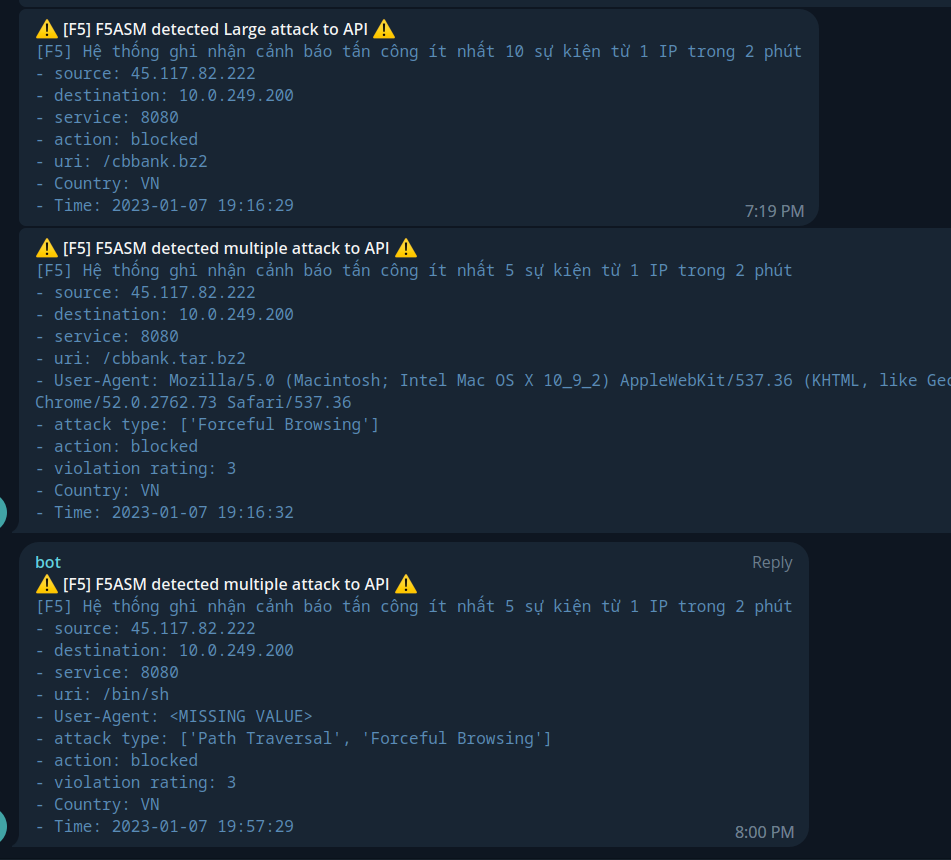 ⚠️ [F5] F5ASM detected Large attack to API ⚠️
[F5] Hệ thống ghi nhận cảnh báo tấn công ít nhất 10 sự kiện từ 1 IP trong 2 phút
- source: 45.117.82.222
- destination: 10.0.249.200
- service: 8080
- action: blocked
- uri: /cbbank.bz2
- Country: VN
- Time: 2023-01-07 19:16:29
7:19 PM
⚠️ [F5] F5ASM detected multiple attack to API ⚠️
[F5] Hệ thống ghi nhận cảnh báo tấn công ít nhất 5 sự kiện từ 1 IP trong 2 phút
- source: 45.117.82.222
- destination: 10.0.249.200
- service: 8080
- uri: /cbbank.tar.bz2
- User-Agent: Mozilla/5.0 (Macintosh; Intel Mac OS X 10_9_2) AppleWebKit/537.36 (KHTML, like
Chrome/52.0.2762.73 Safari/537.36
- attack type: ['Forceful Browsing']
- action: blocked
- violation rating: 3
- Country: VN
- Time: 2023-01-07 19:16:32
bot
Reply
⚠️ [F5] F5ASM detected multiple attack to API ⚠️
[F5] Hệ thống ghi nhận cảnh báo tấn công ít nhất 5 sự kiện từ 1 IP trong 2 phút
- source: 45.117.82.222
- destination: 10.0.249.200
- service: 8080
- uri: /bin/sh
- User-Agent: <MISSING VALUE>
- attack type: ['Path Traversal', 'Forceful Browsing']
- action: blocked
- violation rating: 3
- Country: VN
- Time: 2023-01-07 19:57:29
8:00 PM